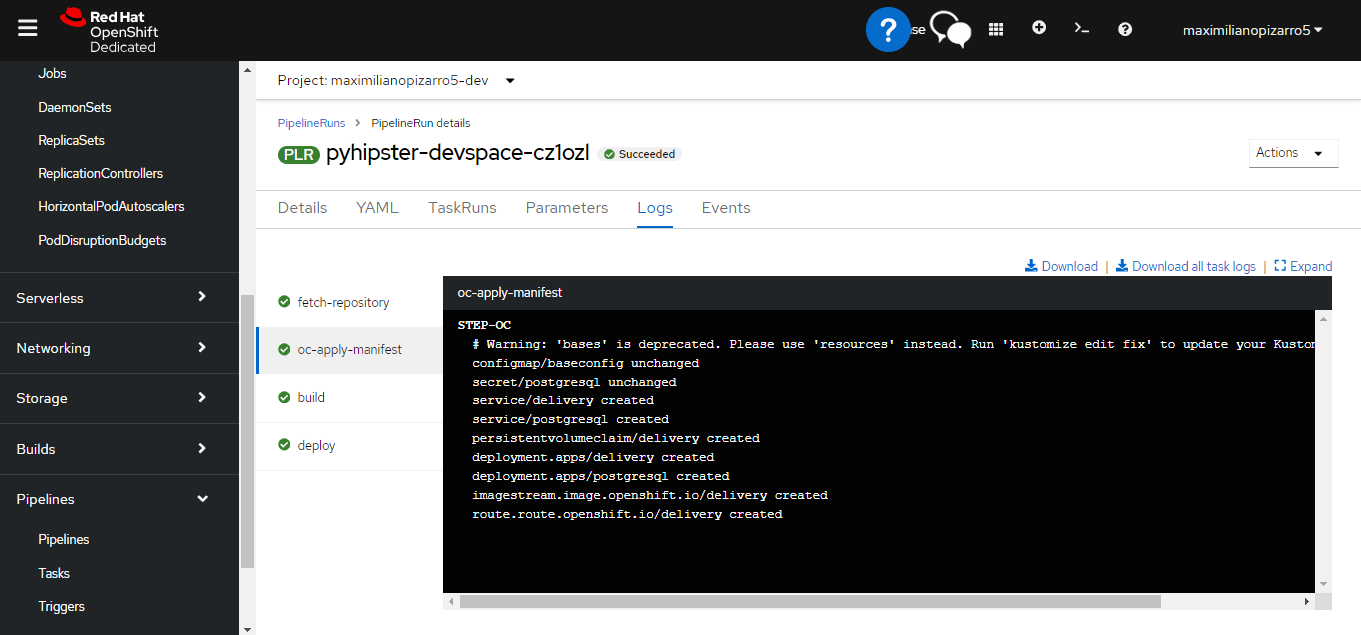 Red Hat
OpenShift
Dedicated
?
se
maximilianopizarro5
Jobs
DaemonSets
ReplicaSets
ReplicationControllers
HorizontalPodAutoscalers
PodDisruptionBudgets
Serverless
Networking
Storage
Builds
Pipelines
Pipelines
Tasks
Triggers
Project: maximilianopizarro5-dev
PipelineRuns > PipelineRun details
PLR pyhipster-devspace-cz1ozl Succeeded
Actions
Details YAML TaskRuns Parameters Logs Events
Download | Download all task logs | Expand
fetch-repository
oc-apply-manifest
build
deploy
oc-apply-manifest
STEP-OC
# Warning: 'bases' is deprecated. Please use 'resources' instead. Run 'kustomize edit fix' to update your Kustom
configmap/baseconfig unchanged
secret/postgresql unchanged
service/delivery created
service/postgresql created
persistentvolumeclaim/delivery created
deployment.apps/delivery created
deployment.apps/postgresql created
imagestream.image.openshift.io/delivery created
route.route.openshift.io/delivery created